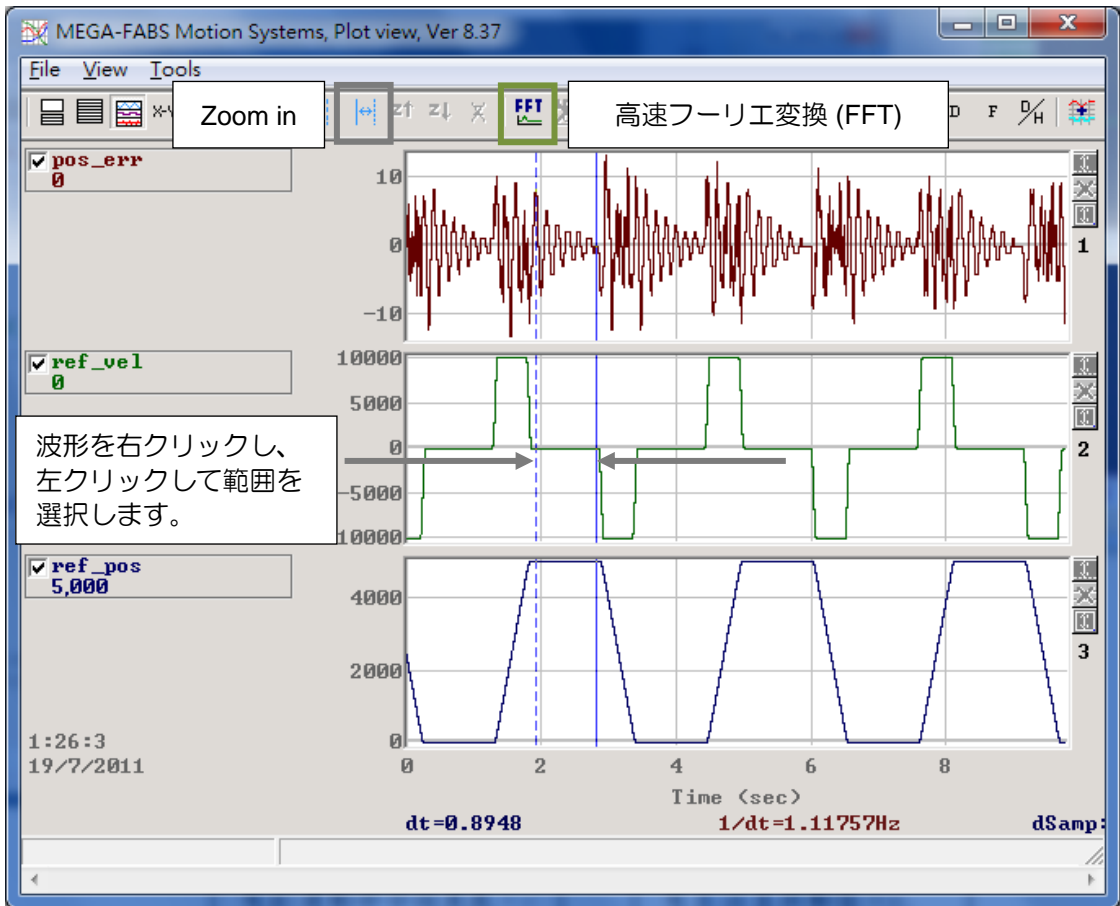 MEGA-FABS Motion Systems, Plot view, Ver 8.37
File View Tools
Zoom in
FFT
高速フーリエ変換 (FFT)
D F D/H
pos_err
0
10
0
-10
1
ref_vel
0
10000
5000
0
-5000
10000
2
波形を右クリックし、
左クリックして範囲を
選択します。
ref_pos
5,000
4000
2000
0
3
1:26:3
19/7/2011
0 2 4 6 8
Time (sec)
dt=0.8948 1/dt=1.11757Hz dSamp: